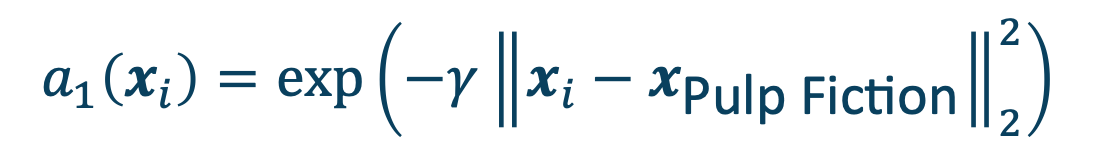 a₁(𝒙ᵢ) = exp(−γ ‖𝒙ᵢ − 𝒙_Pulp Fiction‖₂²)